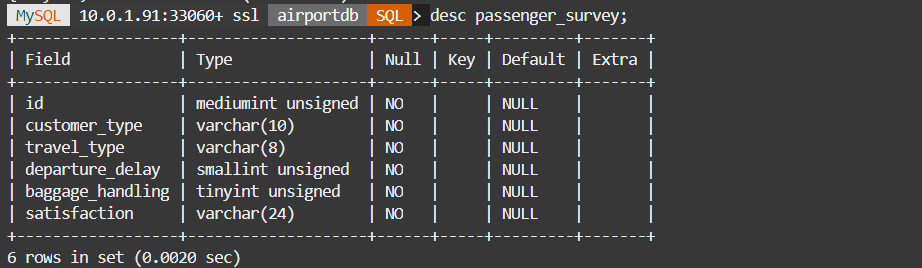 MySQL 10.0.1.91:33060+ ssl airportdb SQL > desc passenger_survey;
+------------------+--------------------+------+-----+---------+-------+
| Field            | Type               | Null | Key | Default | Extra |
+------------------+--------------------+------+-----+---------+-------+
| id               | mediumint unsigned | NO   |     | NULL    |       |
| customer_type    | varchar(10)        | NO   |     | NULL    |       |
| travel_type      | varchar(8)         | NO   |     | NULL    |       |
| departure_delay  | smallint unsigned  | NO   |     | NULL    |       |
| baggage_handling | tinyint unsigned   | NO   |     | NULL    |       |
| satisfaction     | varchar(24)        | NO   |     | NULL    |       |
+------------------+--------------------+------+-----+---------+-------+
6 rows in set (0.0020 sec)